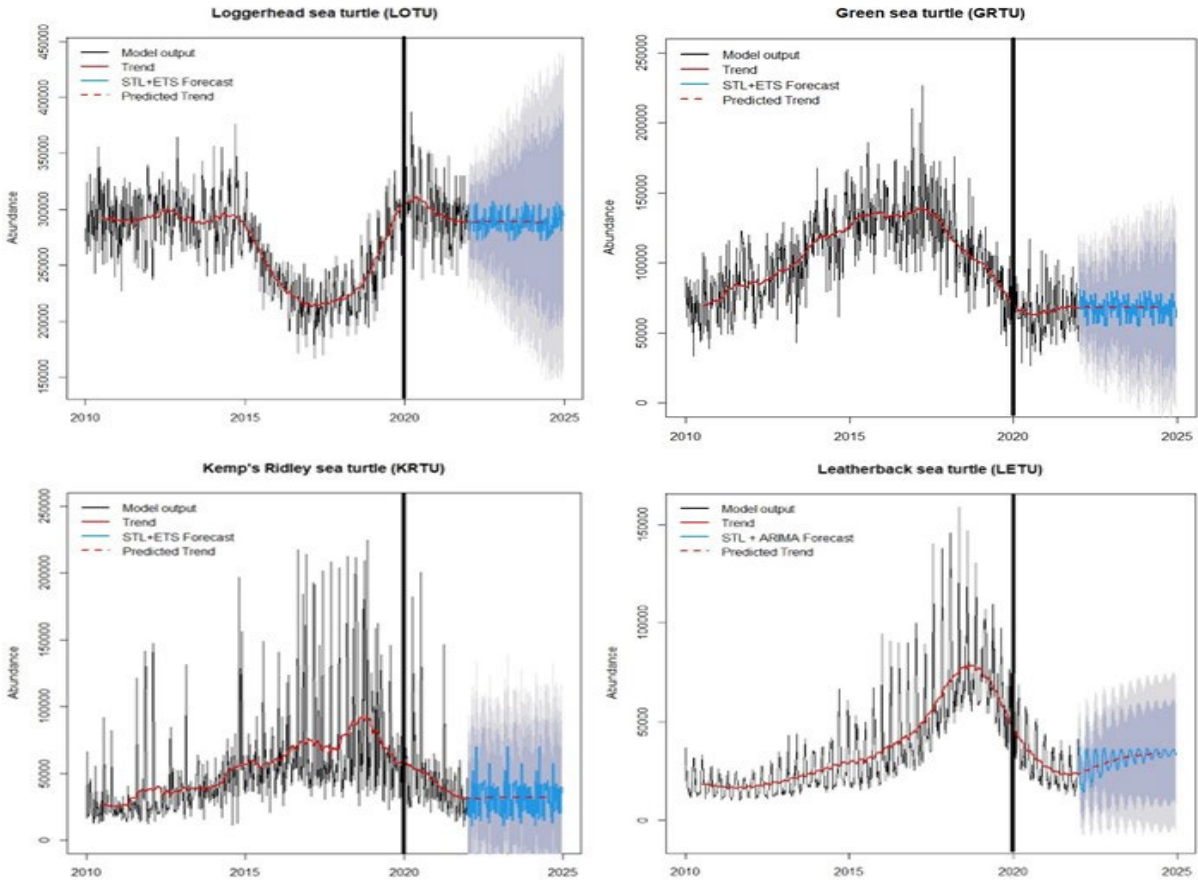 Loggerhead sea turtle (LOTU)
Model output
Trend
STL+ETS Forecast
Predicted Trend
Abundance
450000
400000
350000
300000
250000
200000
150000
2010
2015
2020
2025
Green sea turtle (GRTU)
Model output
Trend
STL+ETS Forecast
Predicted Trend
Abundance
250000
200000
150000
100000
50000
0
2010
2015
2020
2025
Kemp's Ridley sea turtle (KRTU)
Model output
Trend
STL+ETS Forecast
Predicted Trend
Abundance
250000
200000
150000
100000
50000
0
2010
2015
2020
2025
Leatherback sea turtle (LETU)
Model output
Trend
STL + ARIMA Forecast
Predicted Trend
Abundance
150000
100000
50000
0
2010
2015
2020
2025